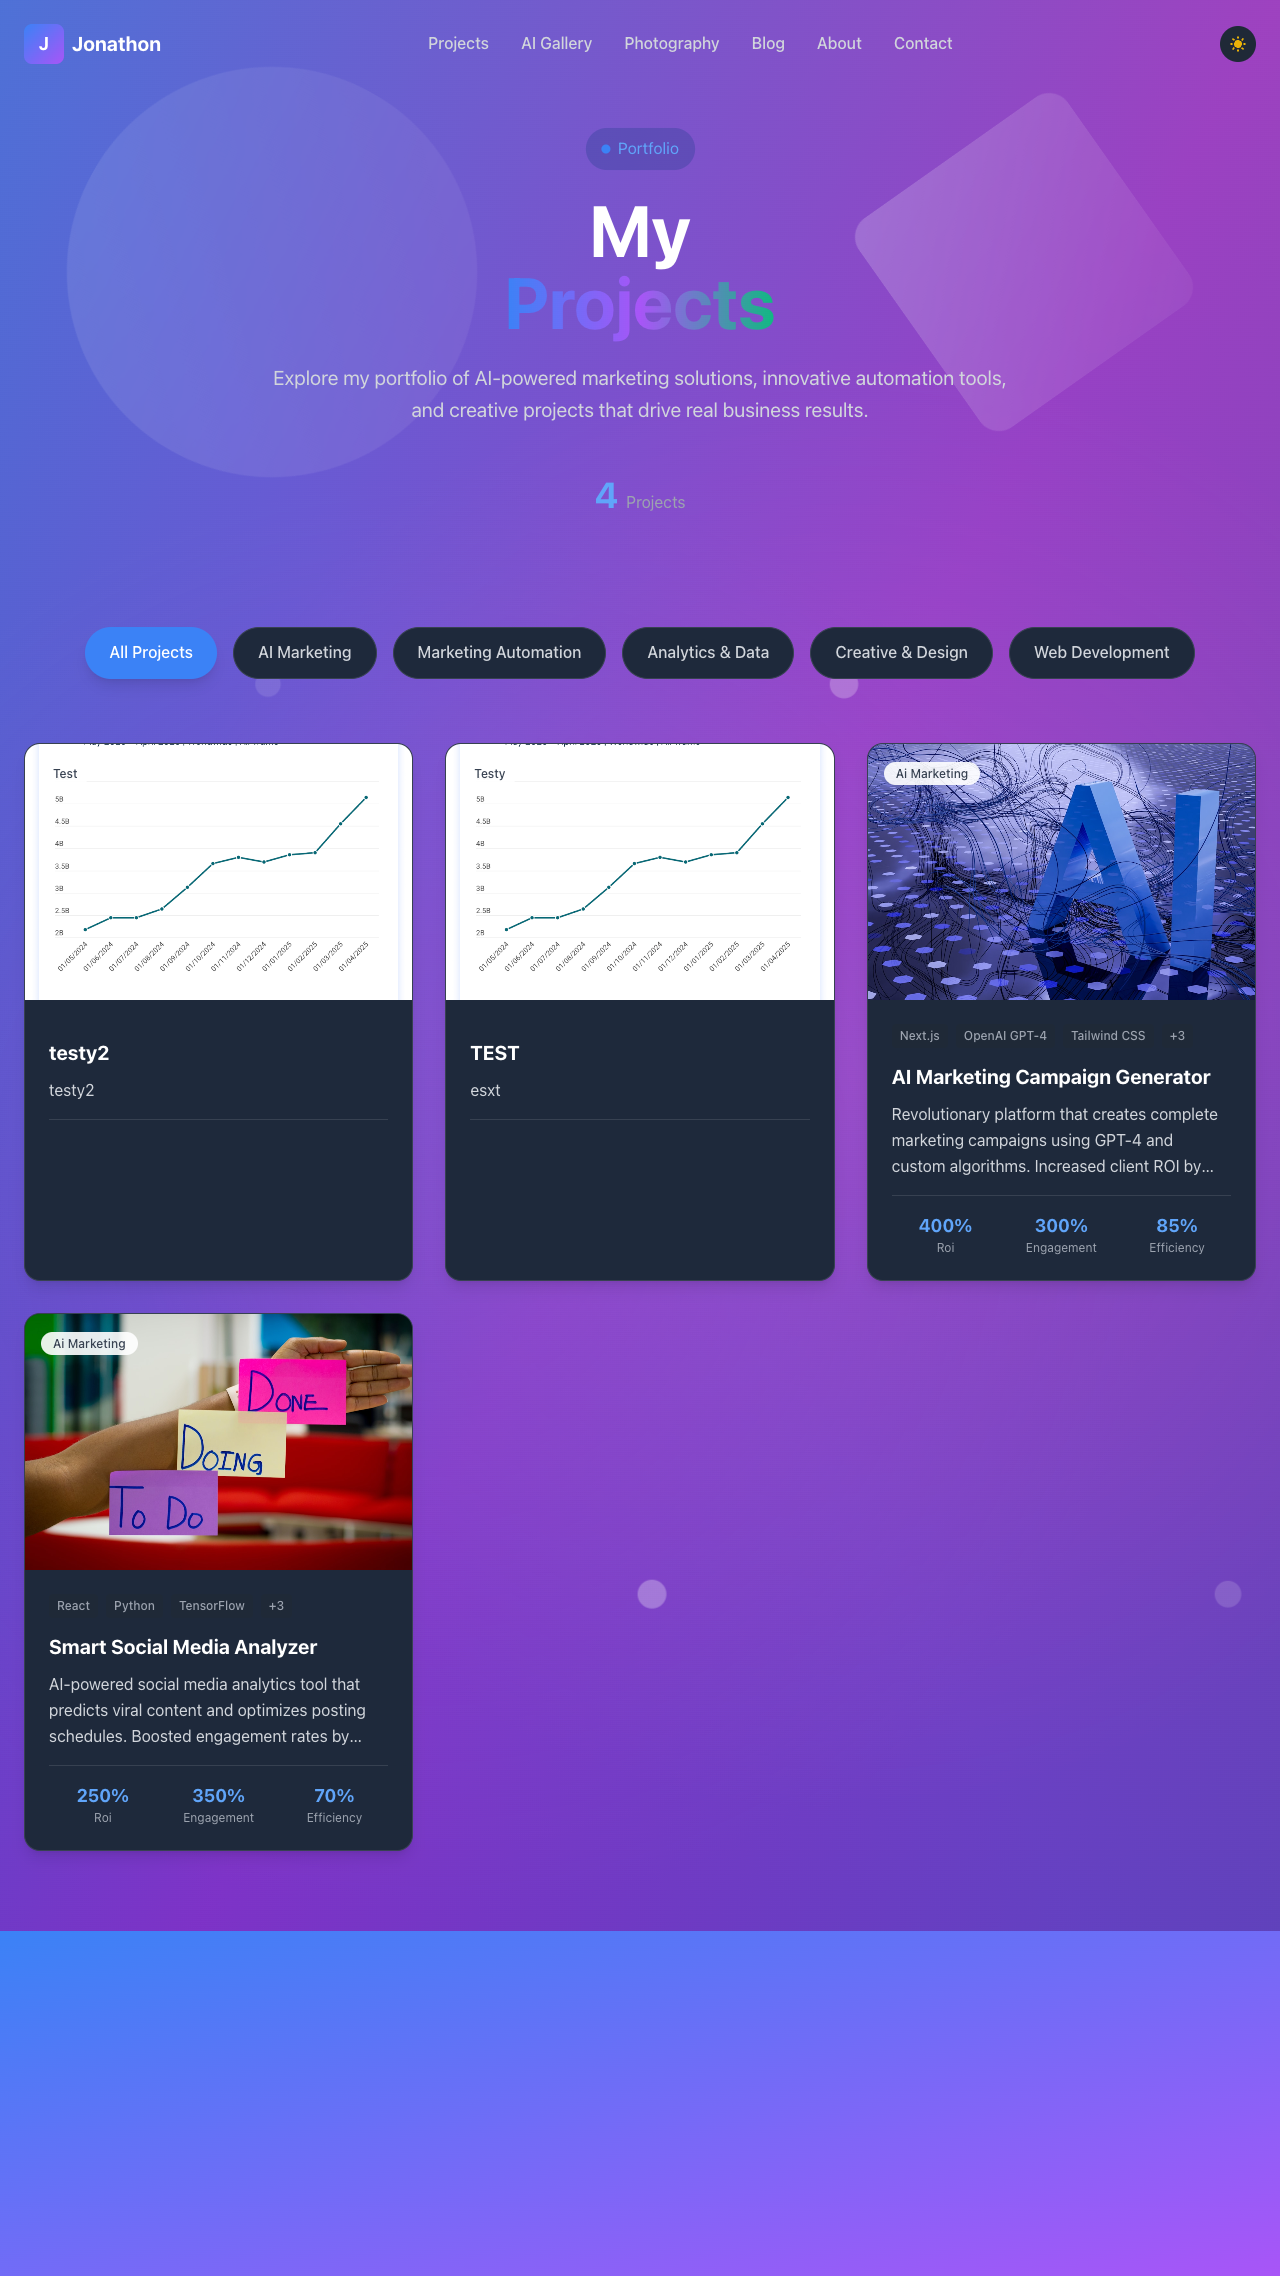 J Jonathon
Projects AI Gallery Photography Blog About Contact
Portfolio
My
Projects
Explore my portfolio of AI-powered marketing solutions, innovative automation tools,
and creative projects that drive real business results.
4 Projects
All Projects AI Marketing Marketing Automation Analytics & Data Creative & Design Web Development
Test
5B
4.5B
4B
3.5B
3B
2.5B
2B
01/05/2024 01/06/2024 01/07/2024 01/08/2024 01/09/2024 01/10/2024 01/11/2024 01/12/2024 01/01/2025 01/02/2025 01/03/2025 01/04/2025
testy2
testy2
Testy
5B
4.5B
4B
3.5B
3B
2.5B
2B
01/05/2024 01/06/2024 01/07/2024 01/08/2024 01/09/2024 01/10/2024 01/11/2024 01/12/2024 01/01/2025 01/02/2025 01/03/2025 01/04/2025
TEST
esxt
Ai Marketing
AI
Next.js OpenAI GPT-4 Tailwind CSS +3
AI Marketing Campaign Generator
Revolutionary platform that creates complete
marketing campaigns using GPT-4 and
custom algorithms. Increased client ROI by...
400% 300% 85%
Roi Engagement Efficiency
Ai Marketing
DONE
DOING
To Do
React Python TensorFlow +3
Smart Social Media Analyzer
AI-powered social media analytics tool that
predicts viral content and optimizes posting
schedules. Boosted engagement rates by...
250% 350% 70%
Roi Engagement Efficiency